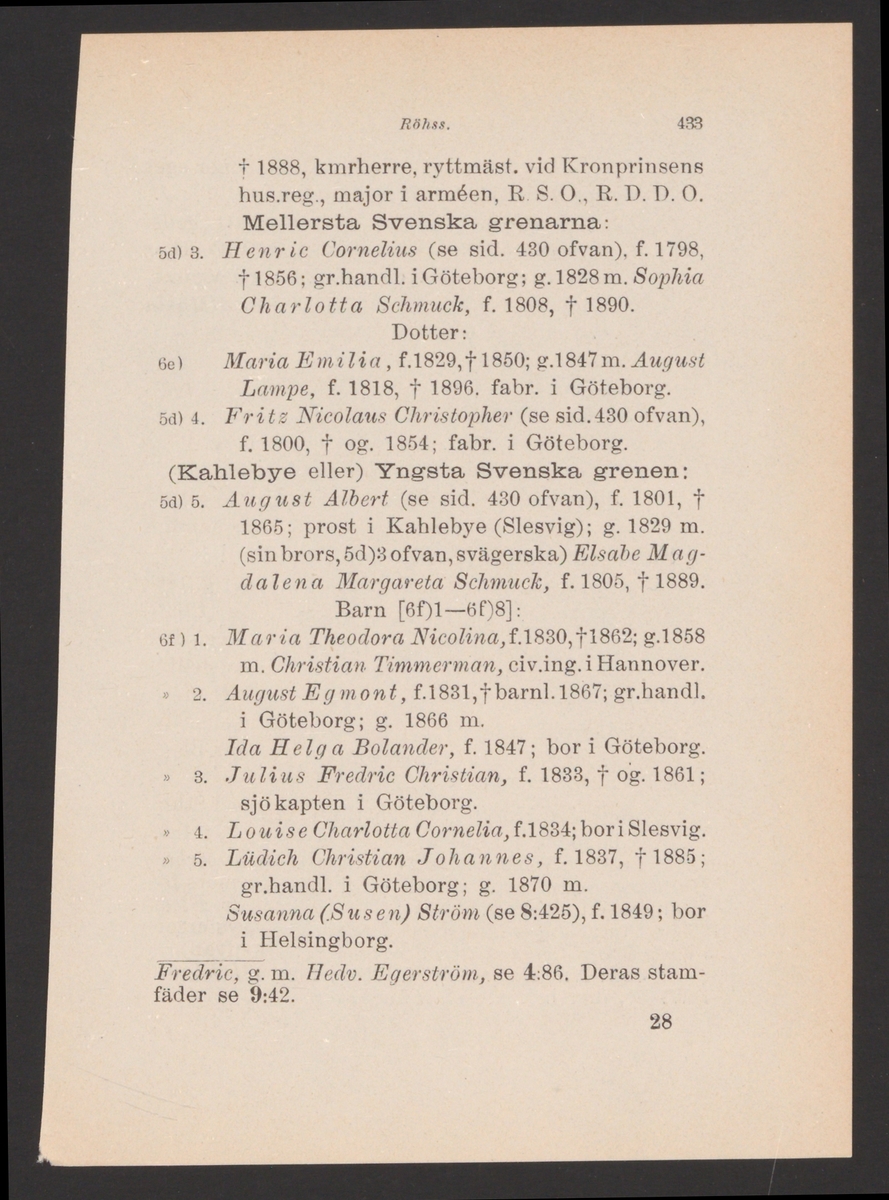 Röhss. 433
† 1888, kmrherre, ryttmäst. vid Kronprinsens
hus.reg., major i arméen, R. S. O., R. D. D. O.
Mellersta Svenska grenarna:
5d) 3. Henric Cornelius (se sid. 430 ofvan), f. 1798,
† 1856; gr.handl. i Göteborg; g. 1828 m. Sophia
Charlotta Schmuck, f. 1808, † 1890.
Dotter:
6e) Maria Emilia, f. 1829, † 1850; g. 1847 m. August
Lampe, f. 1818, † 1896. fabr. i Göteborg.
5d) 4. Fritz Nicolaus Christopher (se sid. 430 ofvan),
f. 1800, † og. 1854; fabr. i Göteborg.
(Kahlebye eller) Yngsta Svenska grenen:
5d) 5. August Albert (se sid. 430 ofvan), f. 1801, †
1865; prost i Kahlebye (Slesvig); g. 1829 m.
(sin brors, 5d)3 ofvan, svägerska) Elsabe Mag-
dalena Margareta Schmuck, f. 1805, † 1889.
Barn [6f)1—6f)8]:
6f) 1. Maria Theodora Nicolina, f. 1830, † 1862; g. 1858
m. Christian Timmerman, civ.ing. i Hannover.
» 2. August Egmont, f. 1831, † barnl. 1867; gr.handl.
i Göteborg; g. 1866 m.
Ida Helga Bolander, f. 1847; bor i Göteborg.
» 3. Julius Fredric Christian, f. 1833, † og. 1861;
sjökapten i Göteborg.
» 4. Louise Charlotta Cornelia, f. 1834; bor i Slesvig.
» 5. Lüdich Christian Johannes, f. 1837, † 1885;
gr.handl. i Göteborg; g. 1870 m.
Susanna (Susen) Ström (se 8:425), f. 1849; bor
i Helsingborg.
Fredric, g. m. Hedv. Egerström, se 4:86. Deras stam-
fäder se 9:42.
28